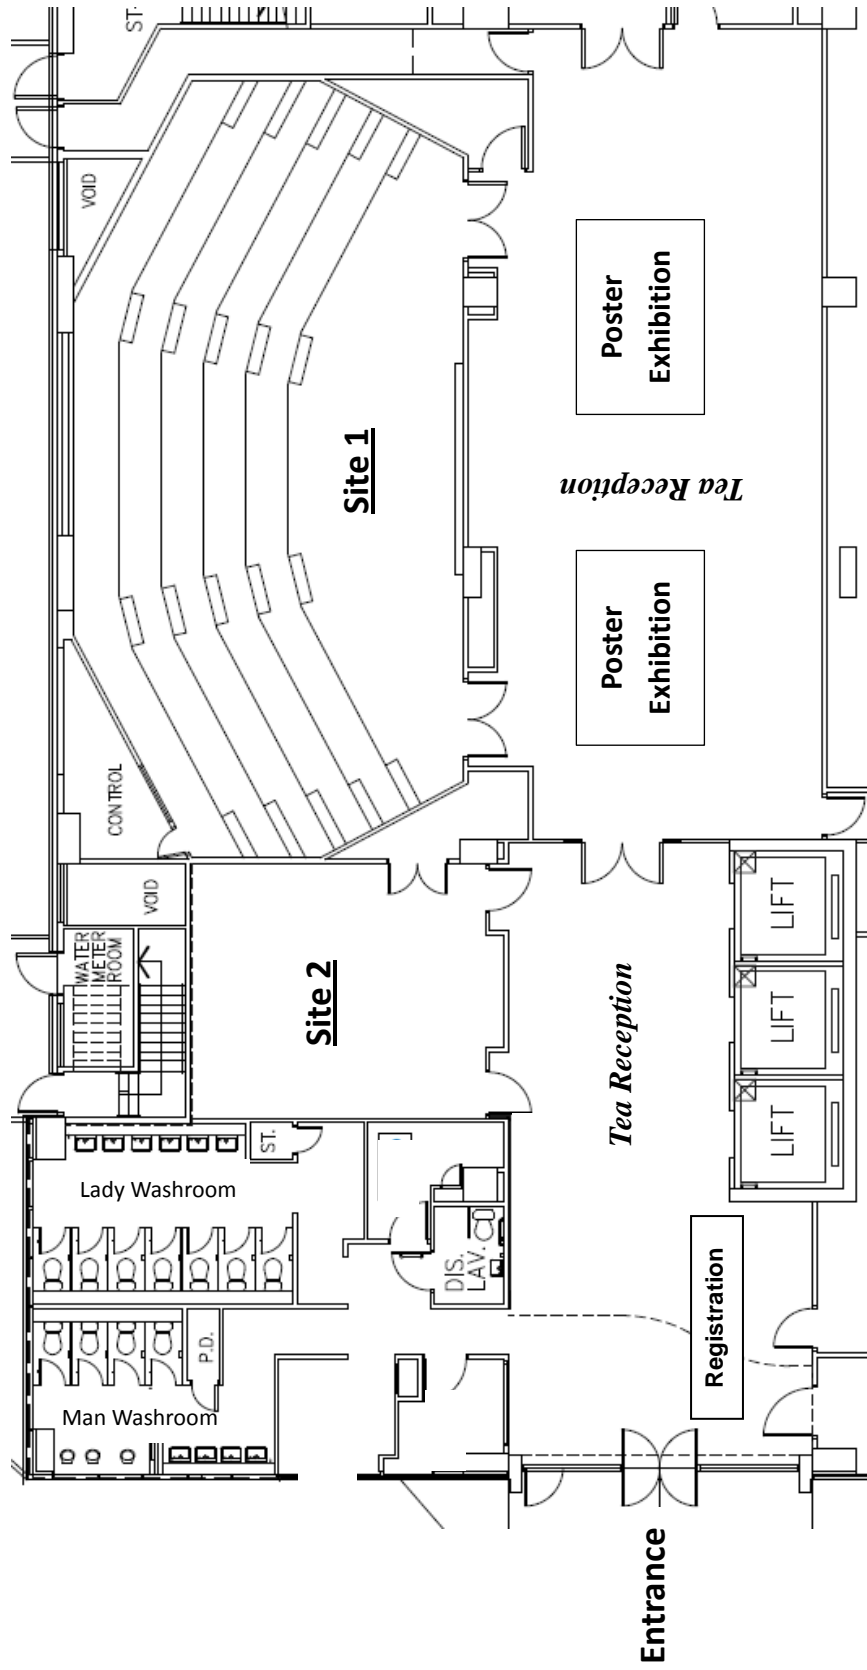 ST.
VOID
CONTROL
Site 1
Poster
Exhibition
Tea Reception
Poster
Exhibition
VOID
WATER
METER
ROOM
Site 2
Tea Reception
LIFT
LIFT
LIFT
ST.
Lady Washroom
DIS.
LAV.
P.D.
Man Washroom
Registration
Entrance